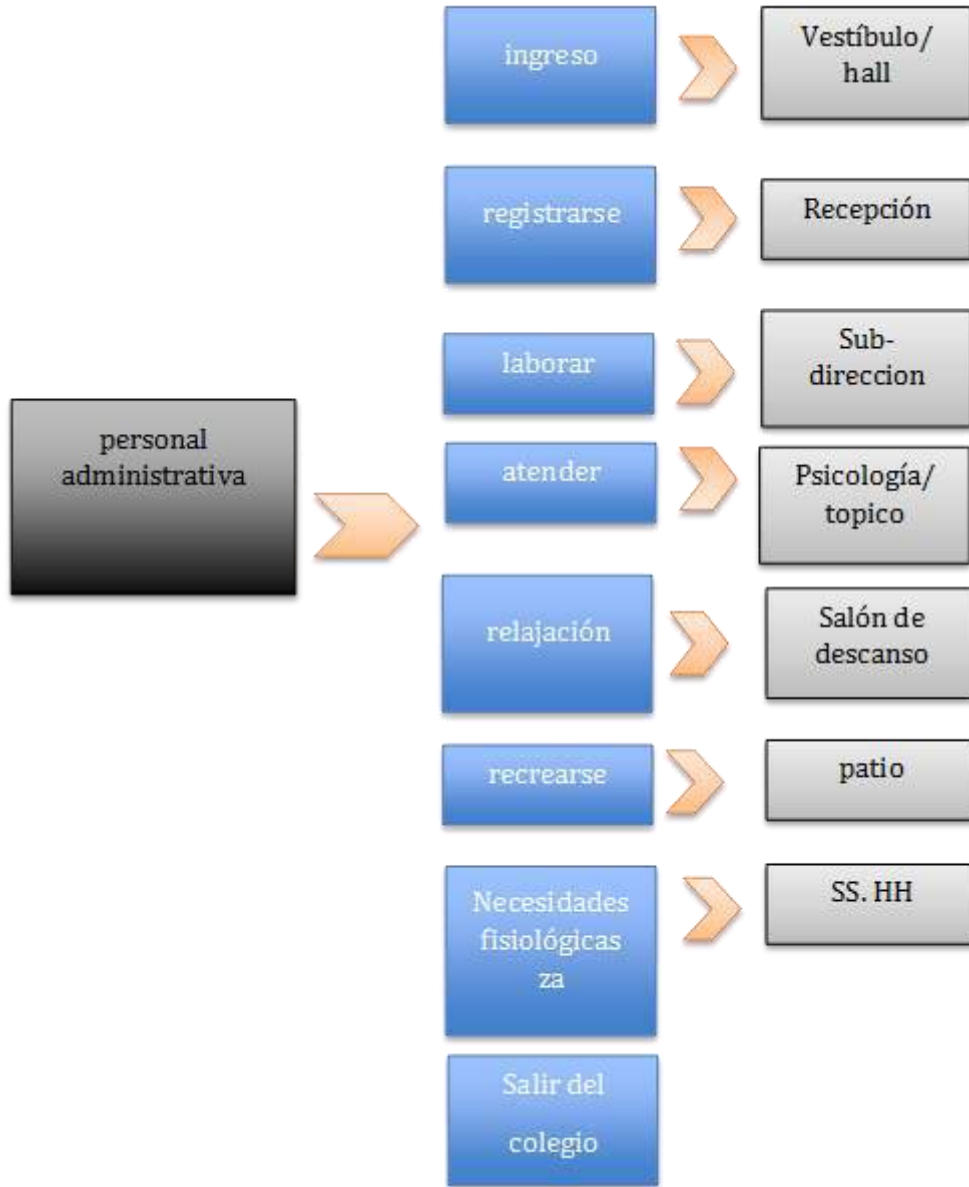 ingreso
Vestíbulo/
hall
registrarse
Recepción
laborar
Sub-
direccion
personal
administrativa
atender
Psicología/
topico
relajación
Salón de
descanso
recrearse
patio
Necesidades
fisiológicas
za
SS. HH
Salir del
colegio